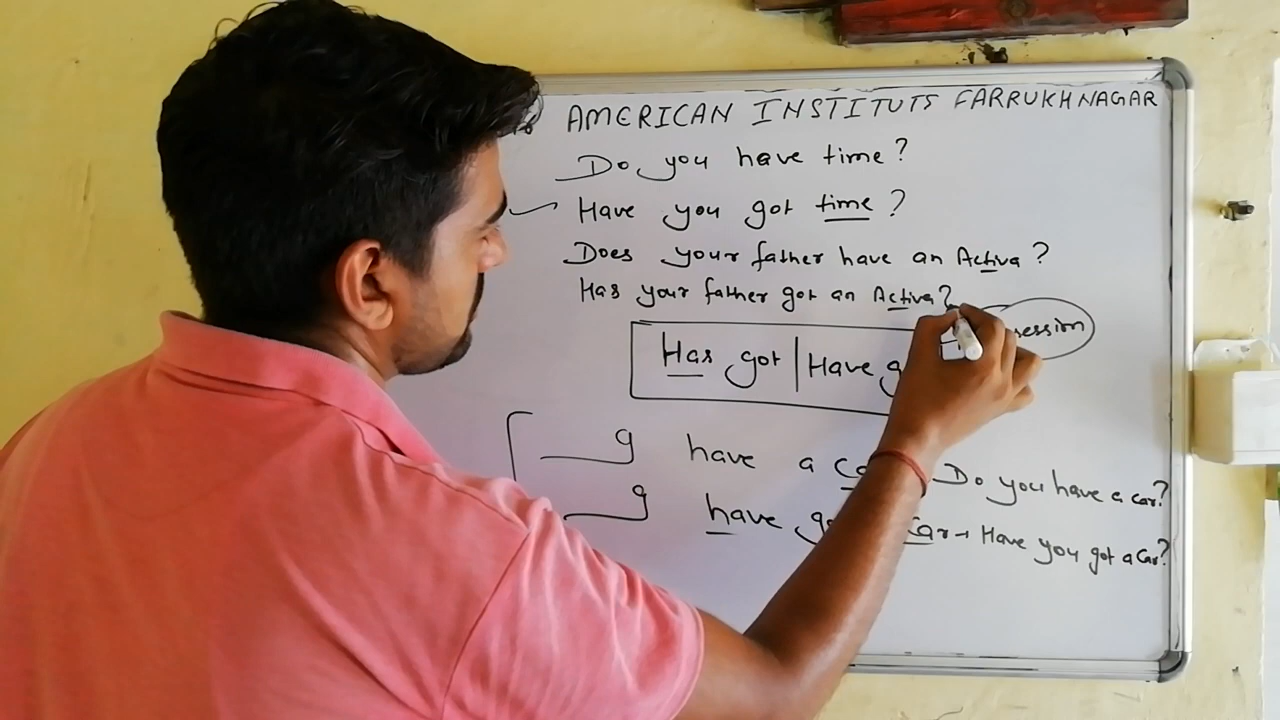 AMERICAN INSTITUTS FARRUKHNAGAR
Do you have time?
Have you got time?
Does your father have an Activa?
Has your father got an Activa?
Has got | Have
have a Do you have a car?
have Car → Have you got a Car?